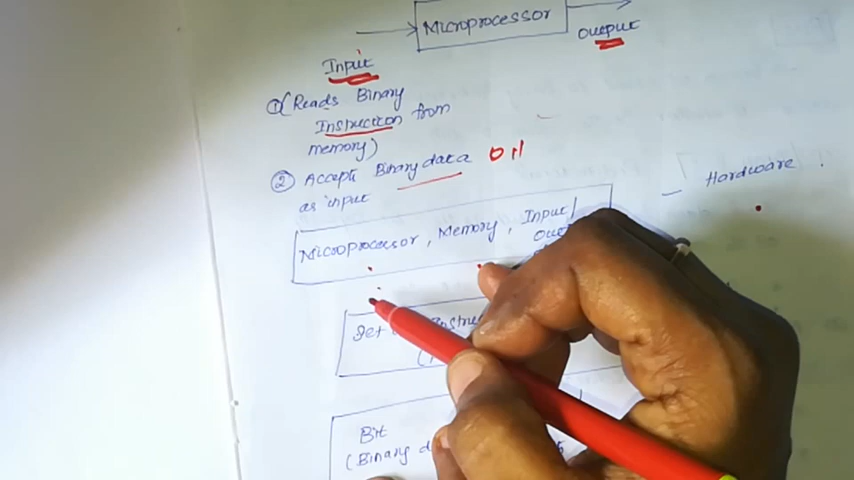 Microprocessor
output
Input
① (Reads Binary
Instruction from
memory)
② Accepts Binary data 0,1
as input
Hardware
Microprocessor, Memory, Input/
Set
Bit
(Binary